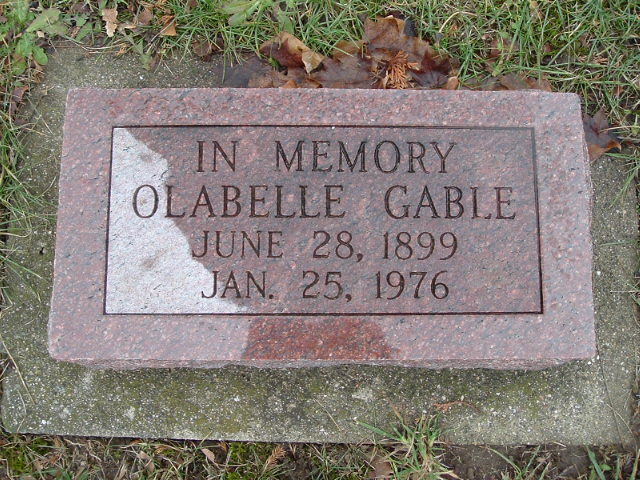 IN MEMORY
OLABELLE GABLE
JUNE 28, 1899
JAN. 25, 1976